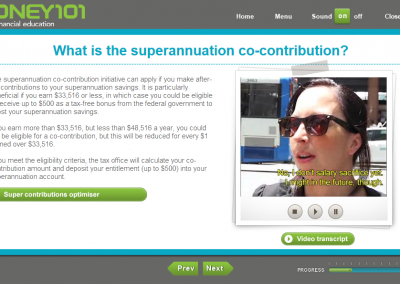 ONEY101
nancial education
Home Menu Sound on off Close
What is the superannuation co-contribution?
e superannuation co-contribution initiative can apply if you make after-
contributions to your superannuation savings. It is particularly
eficial if you earn $33,516 or less, in which case you could be eligible
eceive up to $500 as a tax-free bonus from the federal government to
ost your superannuation savings.
ou earn more than $33,516, but less than $48,516 a year, you could
be eligible for a co-contribution, but this will be reduced for every $1
ned over $33,516.
ou meet the eligibility criteria, the tax office will calculate your co-
tribution amount and deposit your entitlement (up to $500) into your
erannuation account.
Super contributions optimiser
No, I don't salary sacrifice yet.
I might in the future, though.
Video transcript
Prev Next
PROGRESS